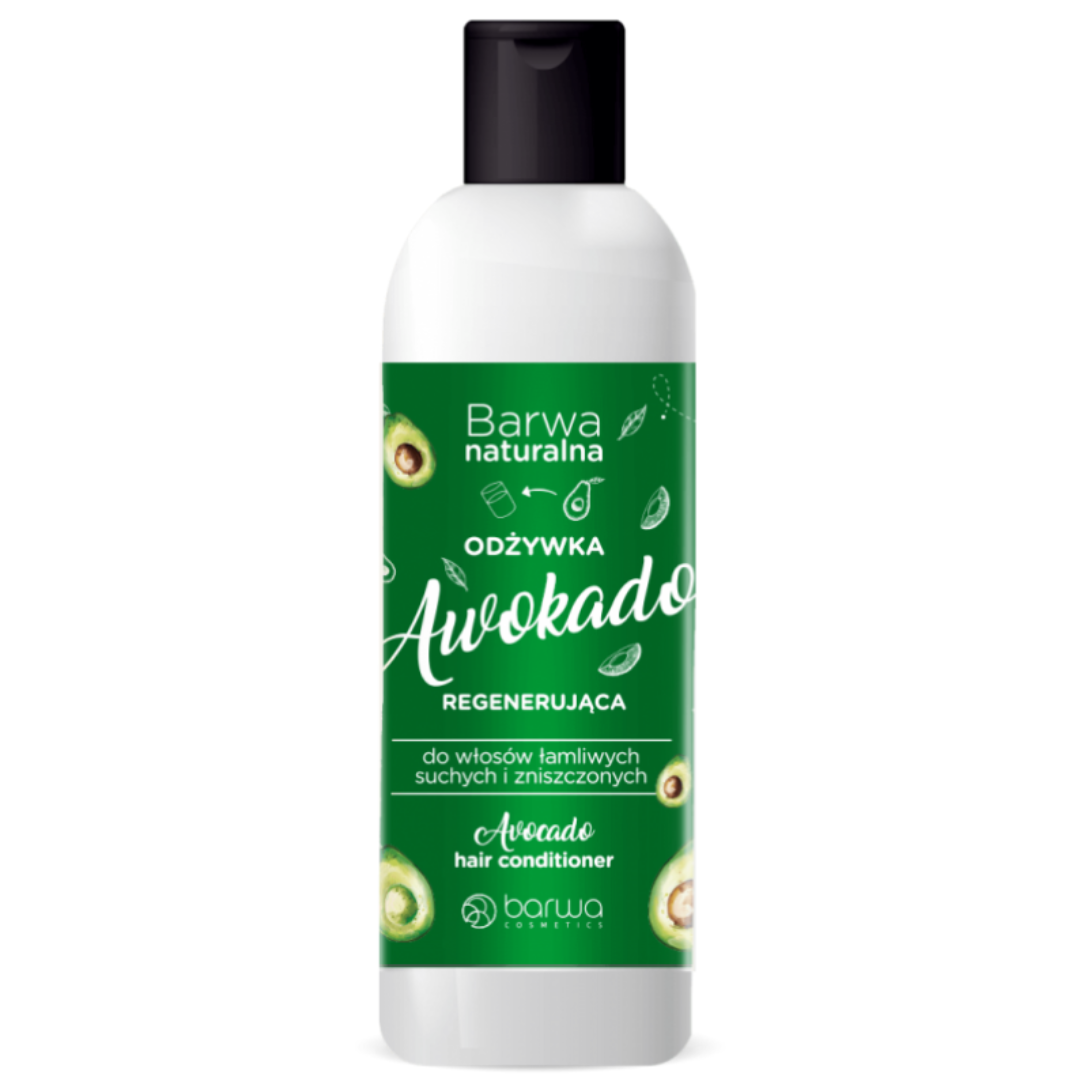 Barwa
naturalna
ODŻYWKA
Awokado
REGENERUJĄCA
do włosów łamliwych
suchych i zniszczonych
Avocado
hair conditioner
barwa
COSMETICS